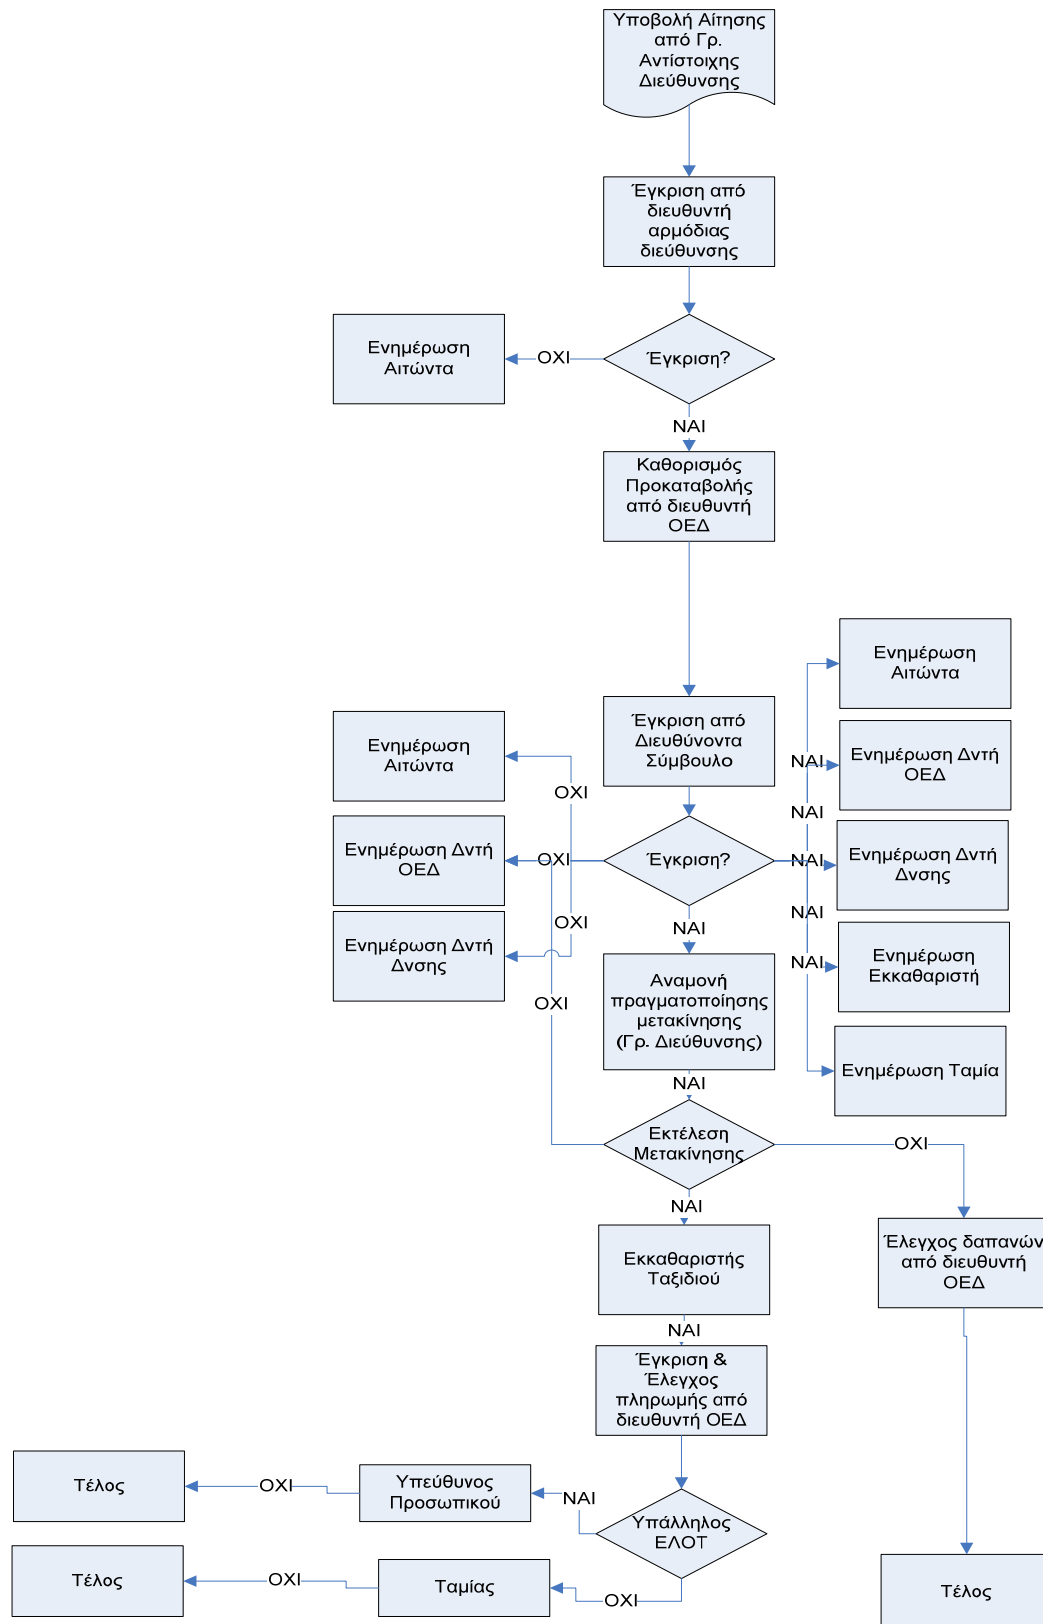 Υποβολή Αίτησης
από Γρ.
Αντίστοιχης
Διεύθυνσης
Έγκριση από
διευθυντή
αρμόδιας
διεύθυνσης
Ενημέρωση
Αιτώντα
ΟΧΙ
Έγκριση?
ΝΑΙ
Καθορισμός
Προκαταβολής
από διευθυντή
ΟΕΔ
Ενημέρωση
Αιτώντα
Έγκριση από
Διευθύνοντα
Σύμβουλο
Ενημέρωση
Αιτώντα
ΟΧΙ
ΝΑΙ
Ενημέρωση Δντή
ΟΕΔ
ΝΑΙ
Ενημέρωση Δντή
ΟΕΔ
ΟΧΙ
Έγκριση?
ΝΑΙ
Ενημέρωση Δντή
Δνσης
ΟΧΙ
ΝΑΙ
ΝΑΙ
Ενημέρωση Δντή
Δνσης
Ενημέρωση
Εκκαθαριστή
ΝΑΙ
ΟΧΙ
Αναμονή
πραγματοποίησης
μετακίνησης
(Γρ. Διεύθυνσης)
Ενημέρωση Ταμία
ΝΑΙ
Εκτέλεση
Μετακίνησης
ΟΧΙ
ΝΑΙ
Έλεγχος δαπανών
από διευθυντή
ΟΕΔ
Εκκαθαριστής
Ταξιδιού
ΝΑΙ
Έγκριση &
Έλεγχος
πληρωμής από
διευθυντή ΟΕΔ
Τέλος
ΟΧΙ
Υπεύθυνος
Προσωπικού
ΝΑΙ
Υπάλληλος
ΕΛΟΤ
Τέλος
ΟΧΙ
Ταμίας
ΟΧΙ
Τέλος